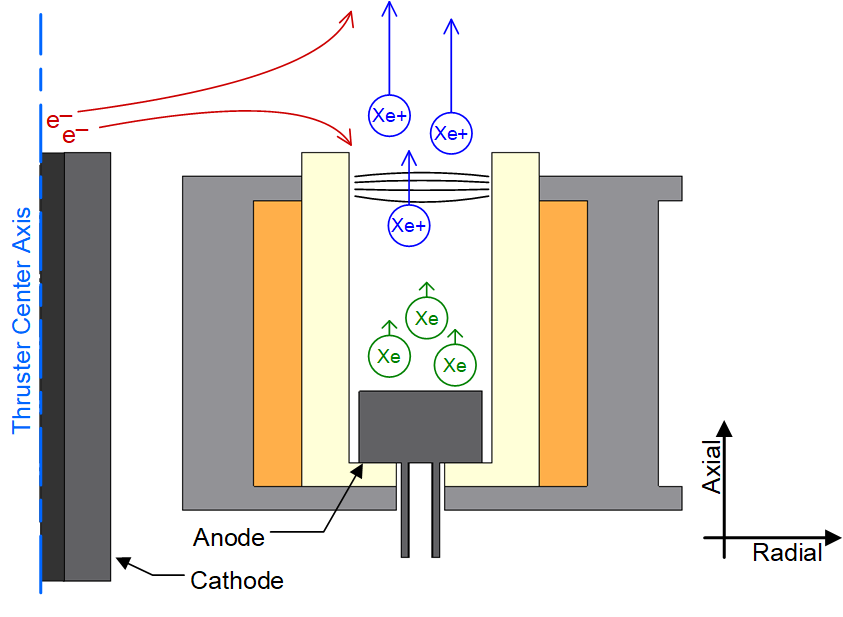 e–
e–
Xe+
Xe+
Xe+
Xe
Xe
Xe
Thruster Center Axis
Anode
Cathode
Axial
Radial